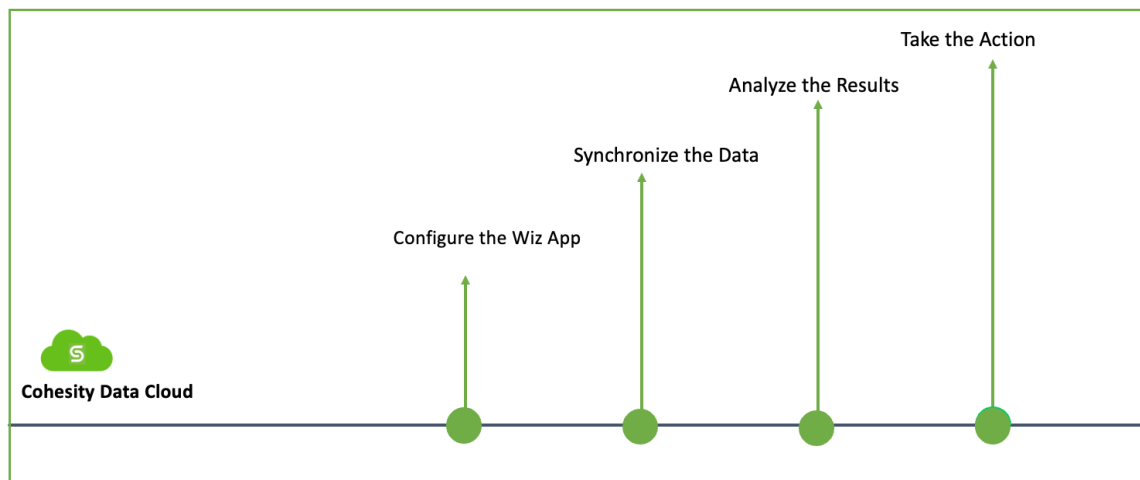 Take the Action
Analyze the Results
Synchronize the Data
Configure the Wiz App
Cohesity Data Cloud